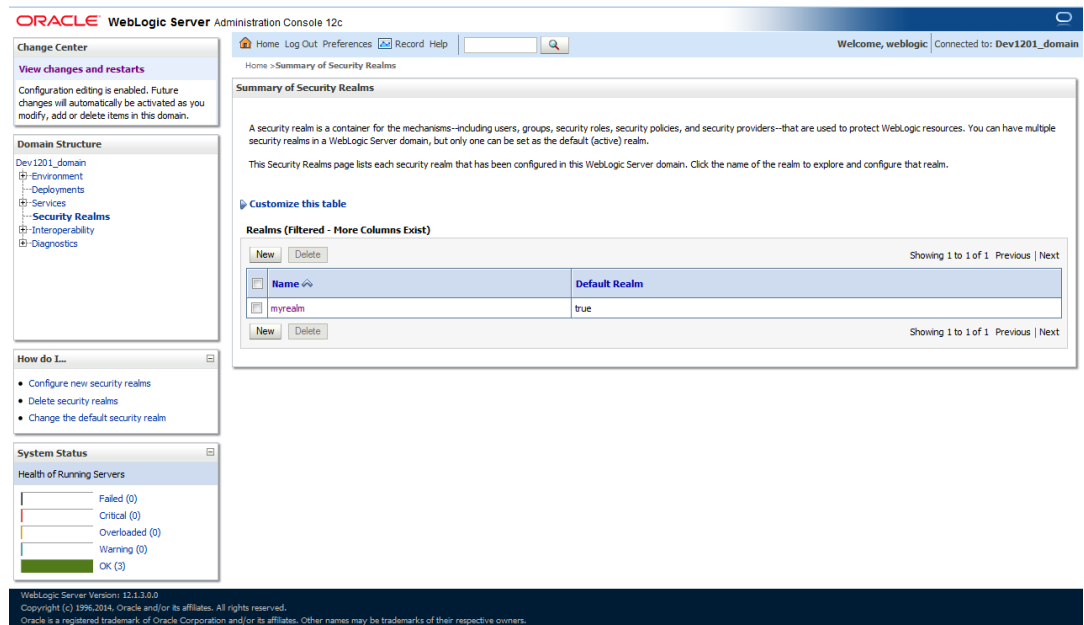 ORACLE WebLogic Server Administration Console 12c
Change Center
View changes and restarts
Configuration editing is enabled. Future
changes will automatically be activated as you
modify, add or delete items in this domain.
Domain Structure
Dev1201_domain
Environment
Deployments
Services
Security Realms
Interoperability
Diagnostics
How do I...
Configure new security realms
Delete security realms
Change the default security realm
System Status
Health of Running Servers
Failed (0)
Critical (0)
Overloaded (0)
Warning (0)
OK (3)
Home Log Out Preferences Record Help
Welcome, weblogic Connected to: Dev1201_domain
Home >Summary of Security Realms
Summary of Security Realms
A security realm is a container for the mechanisms--including users, groups, security roles, security policies, and security providers--that are used to protect WebLogic resources. You can have multiple
security realms in a WebLogic Server domain, but only one can be set as the default (active) realm.
This Security Realms page lists each security realm that has been configured in this WebLogic Server domain. Click the name of the realm to explore and configure that realm.
Customize this table
Realms (Filtered - More Columns Exist)
New Delete Showing 1 to 1 of 1 Previous | Next
Name Default Realm
myrealm true
New Delete Showing 1 to 1 of 1 Previous | Next
WebLogic Server Version: 12.1.3.0.0
Copyright (c) 1996,2014, Oracle and/or its affiliates. All rights reserved.
Oracle is a registered trademark of Oracle Corporation and/or its affiliates. Other names may be trademarks of their respective owners.